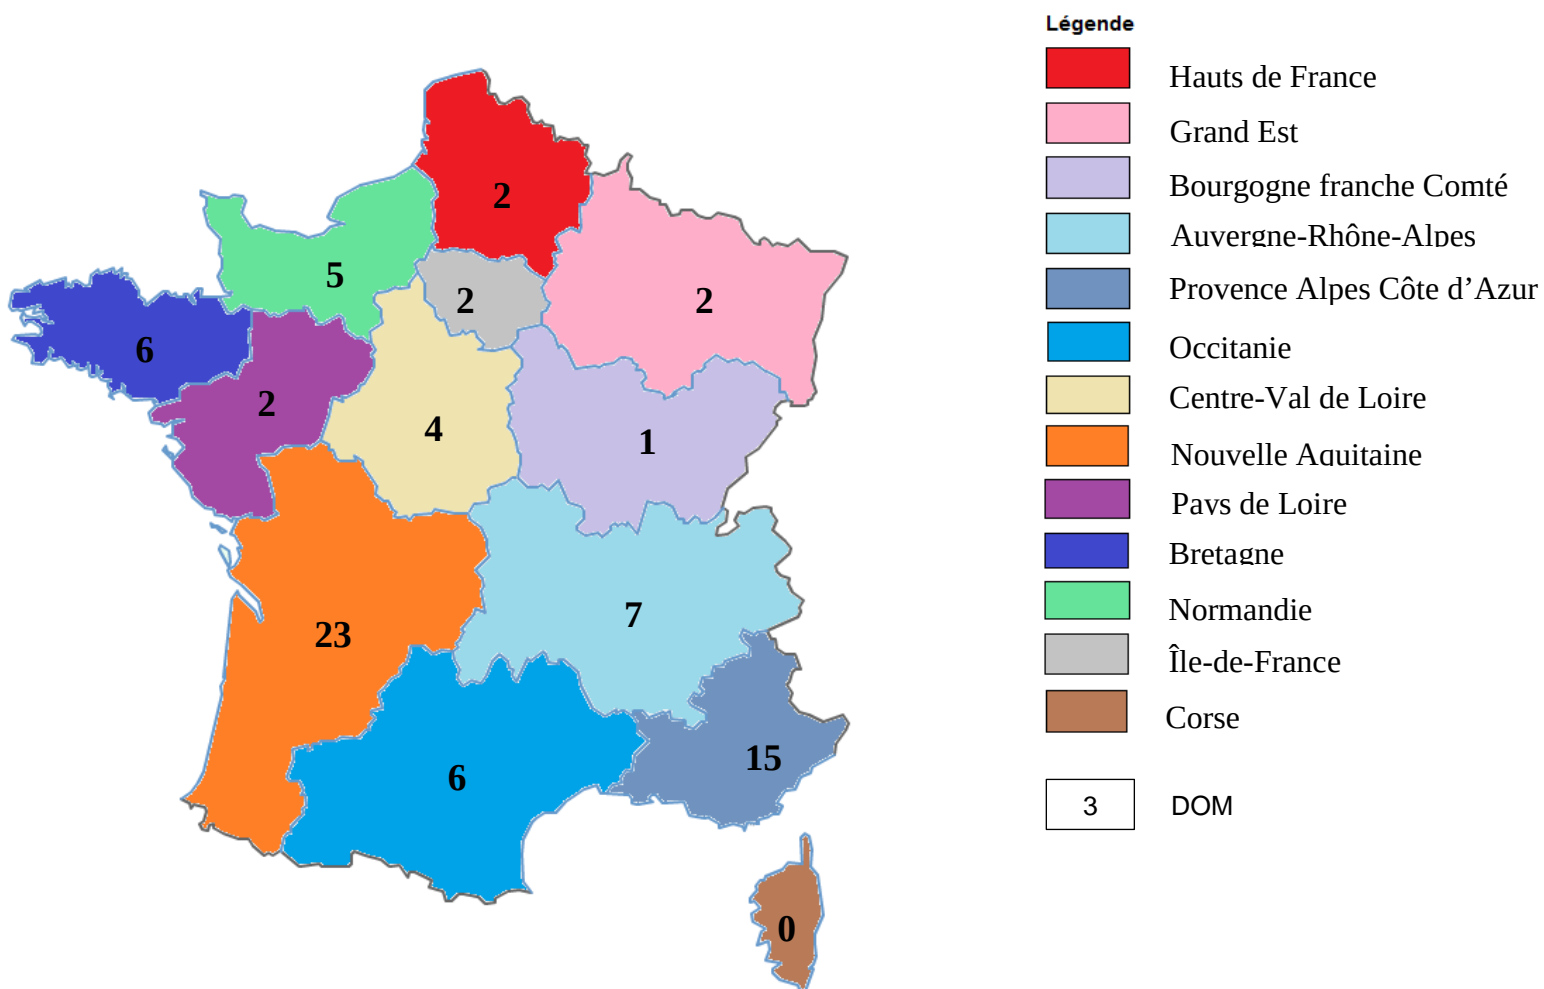 Légende
Hauts de France
Grand Est
Bourgogne franche Comté
Auvergne-Rhône-Alpes
Provence Alpes Côte d’Azur
Occitanie
Centre-Val de Loire
Nouvelle Aquitaine
Pays de Loire
Bretagne
Normandie
Île-de-France
Corse
3 DOM
2
5
2
2
6
2
4
1
7
23
15
6
0